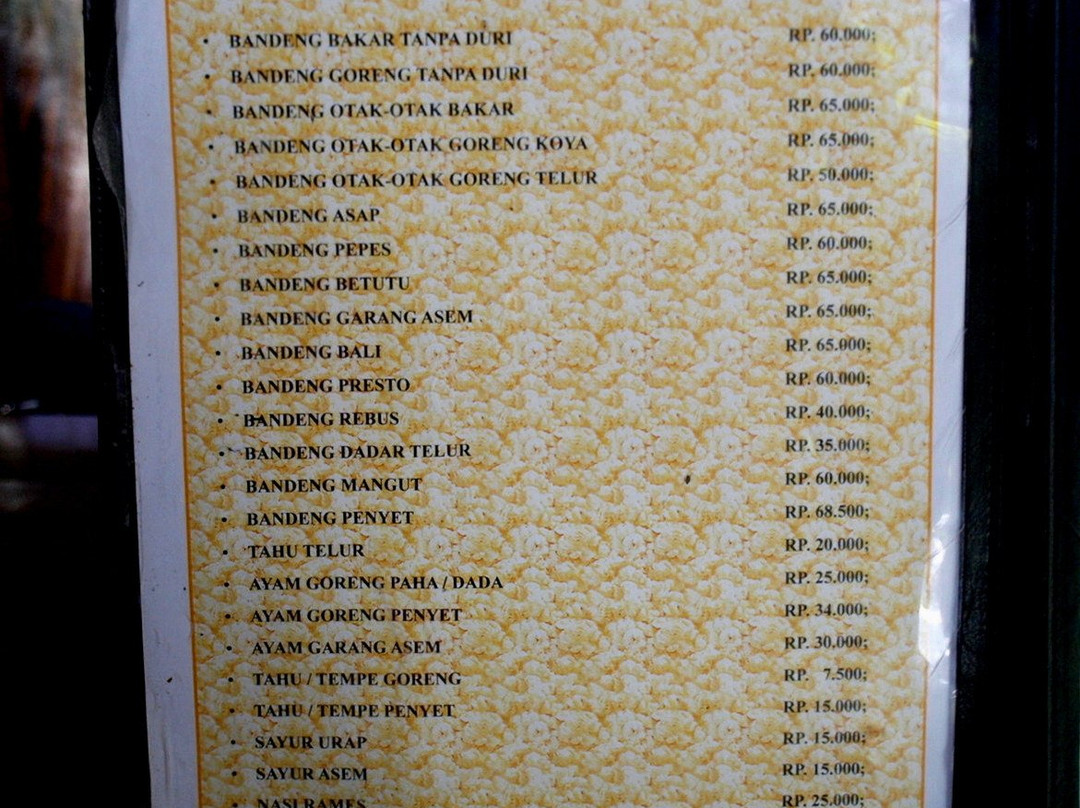 • BANDENG BAKAR TANPA DURI RP. 60.000;
• BANDENG GORENG TANPA DURI RP. 60.000;
• BANDENG OTAK-OTAK BAKAR RP. 65.000;
• BANDENG OTAK-OTAK GORENG KOYA RP. 65.000;
• BANDENG OTAK-OTAK GORENG TELUR RP. 50.000;
• BANDENG ASAP RP. 65.000;
• BANDENG PEPES RP. 60.000;
• BANDENG BETUTU RP. 65.000;
• BANDENG GARANG ASEM RP. 65.000;
• BANDENG BALI RP. 65.000;
• BANDENG PRESTO RP. 60.000;
• BANDENG REBUS RP. 40.000;
• BANDENG DADAR TELUR RP. 35.000;
• BANDENG MANGUT RP. 60.000;
• BANDENG PENYET RP. 68.500;
• TAHU TELUR RP. 20.000;
• AYAM GORENG PAHA / DADA RP. 25.000;
• AYAM GORENG PENYET RP. 34.000;
• AYAM GARANG ASEM RP. 30.000;
• TAHU / TEMPE GORENG RP. 7.500;
• TAHU / TEMPE PENYET RP. 15.000;
• SAYUR URAP RP. 15.000;
• SAYUR ASEM RP. 15.000;
• NASI RAMES RP. 25.000;